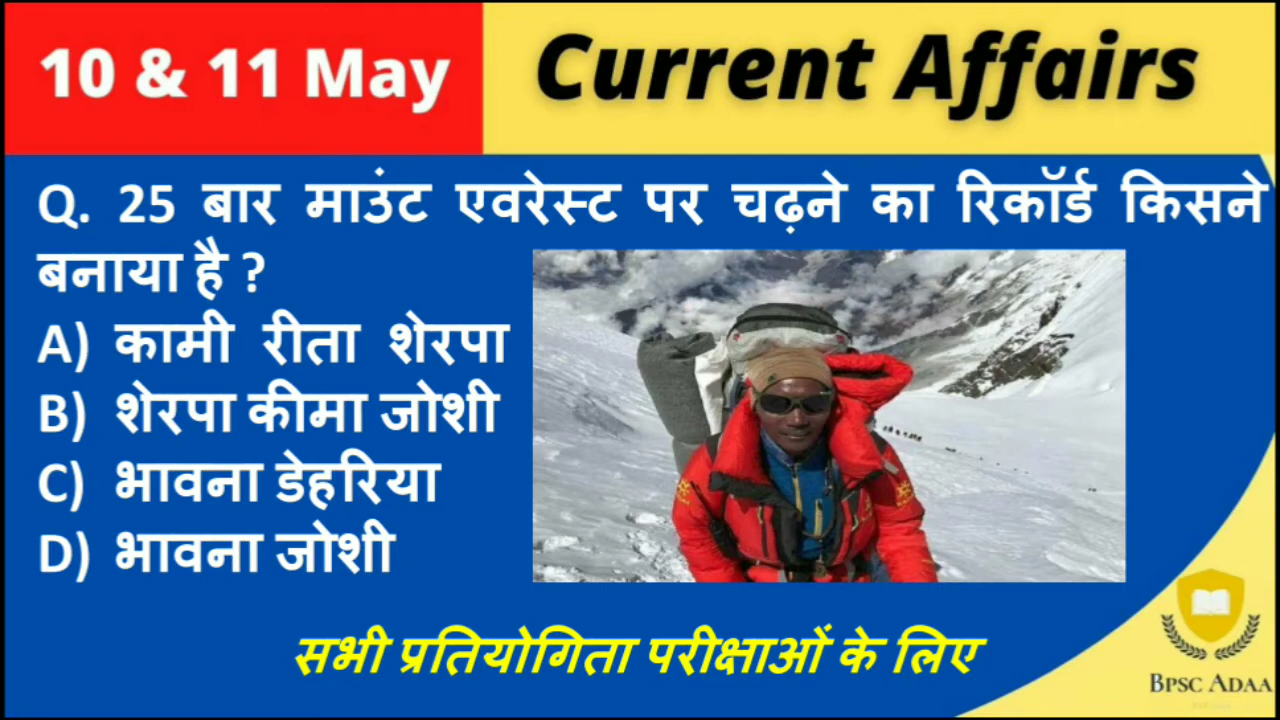 10 & 11 May
Current Affairs
Q. 25 बार माउंट एवरेस्ट पर चढ़ने का रिकॉर्ड किसने
बनाया है ?
A) कामी रीता शेरपा
B) शेरपा कीमा जोशी
C) भावना डेहरिया
D) भावना जोशी
सभी प्रतियोगिता परीक्षाओं के लिए
BPSC ADAA